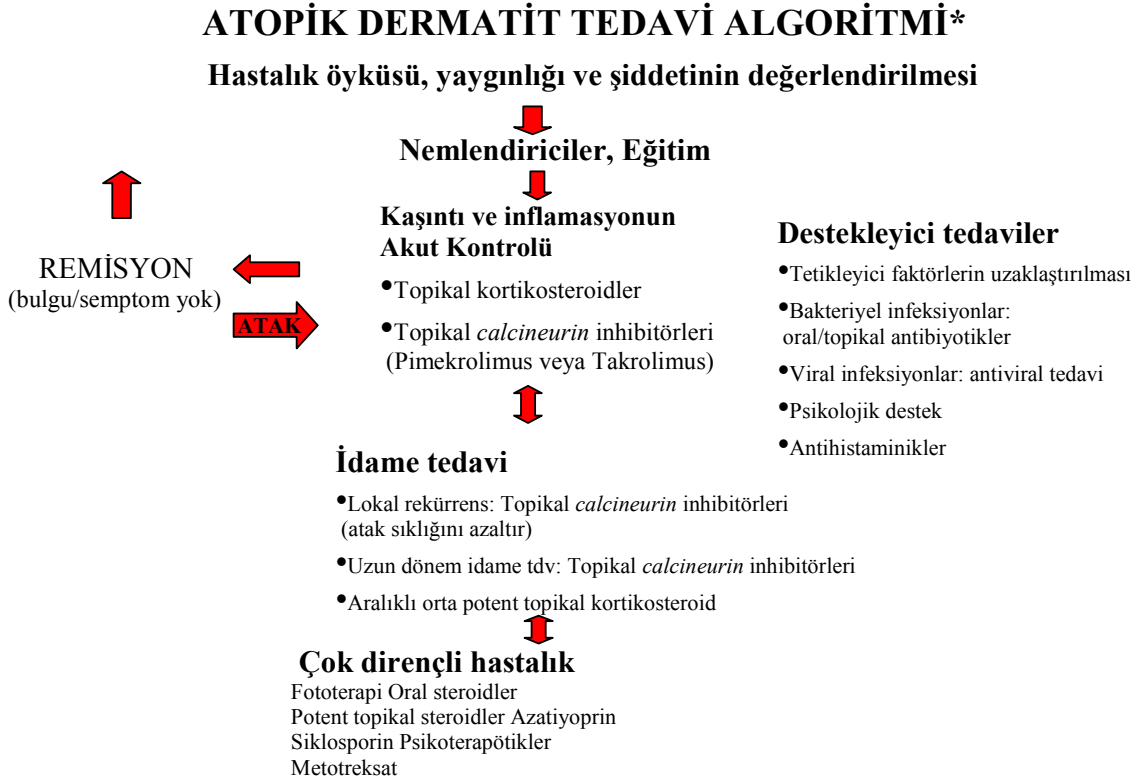 ATOPİK DERMATİT TEDAVİ ALGORİTMİ*
Hastalık öyküsü, yaygınlığı ve şiddetinin değerlendirilmesi
Nemlendiriciler, Eğitim
REMİSYON
(bulgu/semptom yok)
ATAK
Kaşıntı ve inflamasyonun
Akut Kontrolü
•Topikal kortikosteroidler
•Topikal calcineurin inhibitörleri
(Pimekrolimus veya Takrolimus)
Destekleyici tedaviler
•Tetikleyici faktörlerin uzaklaştırılması
•Bakteriyel infeksiyonlar:
oral/topikal antibiyotikler
•Viral infeksiyonlar: antiviral tedavi
•Psikolojik destek
•Antihistaminikler
İdame tedavi
•Lokal rekürrens: Topikal calcineurin inhibitörleri
(atak sıklığını azaltır)
•Uzun dönem idame tdv: Topikal calcineurin inhibitörleri
•Aralıklı orta potent topikal kortikosteroid
Çok dirençli hastalık
Fototerapi Oral steroidler
Potent topikal steroidler Azatiyoprin
Siklosporin Psikoterapötikler
Metotreksat